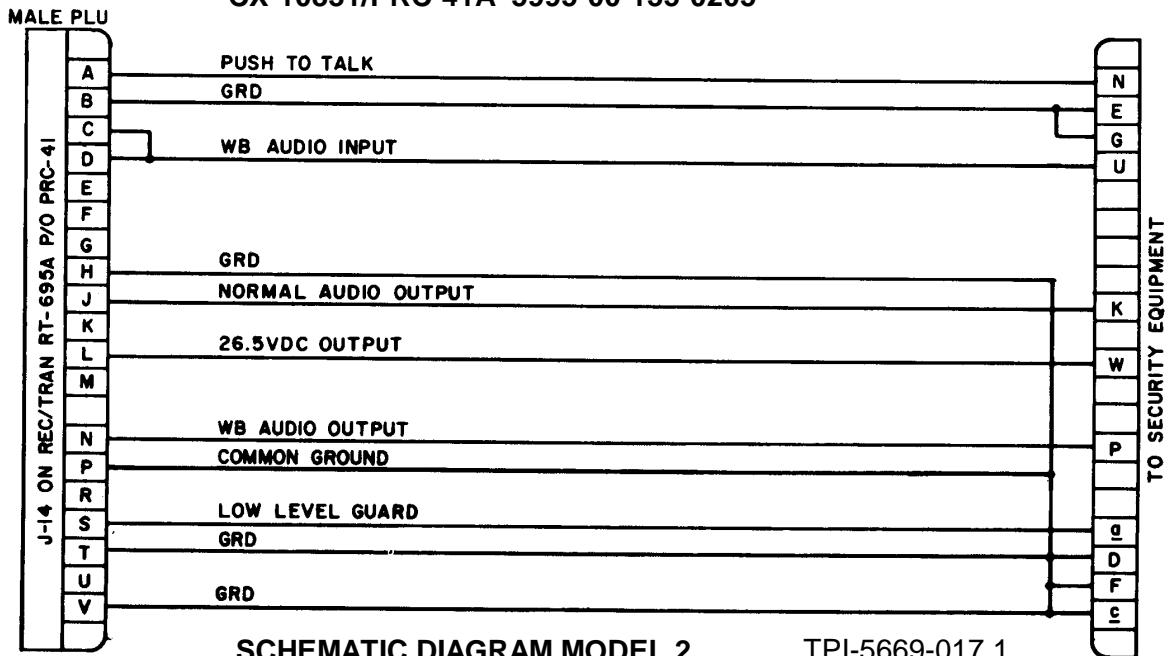 MALE PLU
J-14 ON REC/TRAN RT-695A P/O PRC-41
A
B
C
D
E
F
G
H
J
K
L
M
N
P
R
S
T
U
V
PUSH TO TALK
GRD
WB AUDIO INPUT
GRD
NORMAL AUDIO OUTPUT
26.5VDC OUTPUT
WB AUDIO OUTPUT
COMMON GROUND
LOW LEVEL GUARD
GRD
GRD
N
E
G
U
K
W
P
a
D
F
c
TO SECURITY EQUIPMENT
SCHEMATIC DIAGRAM MODEL 2 TPI-5669-017.1